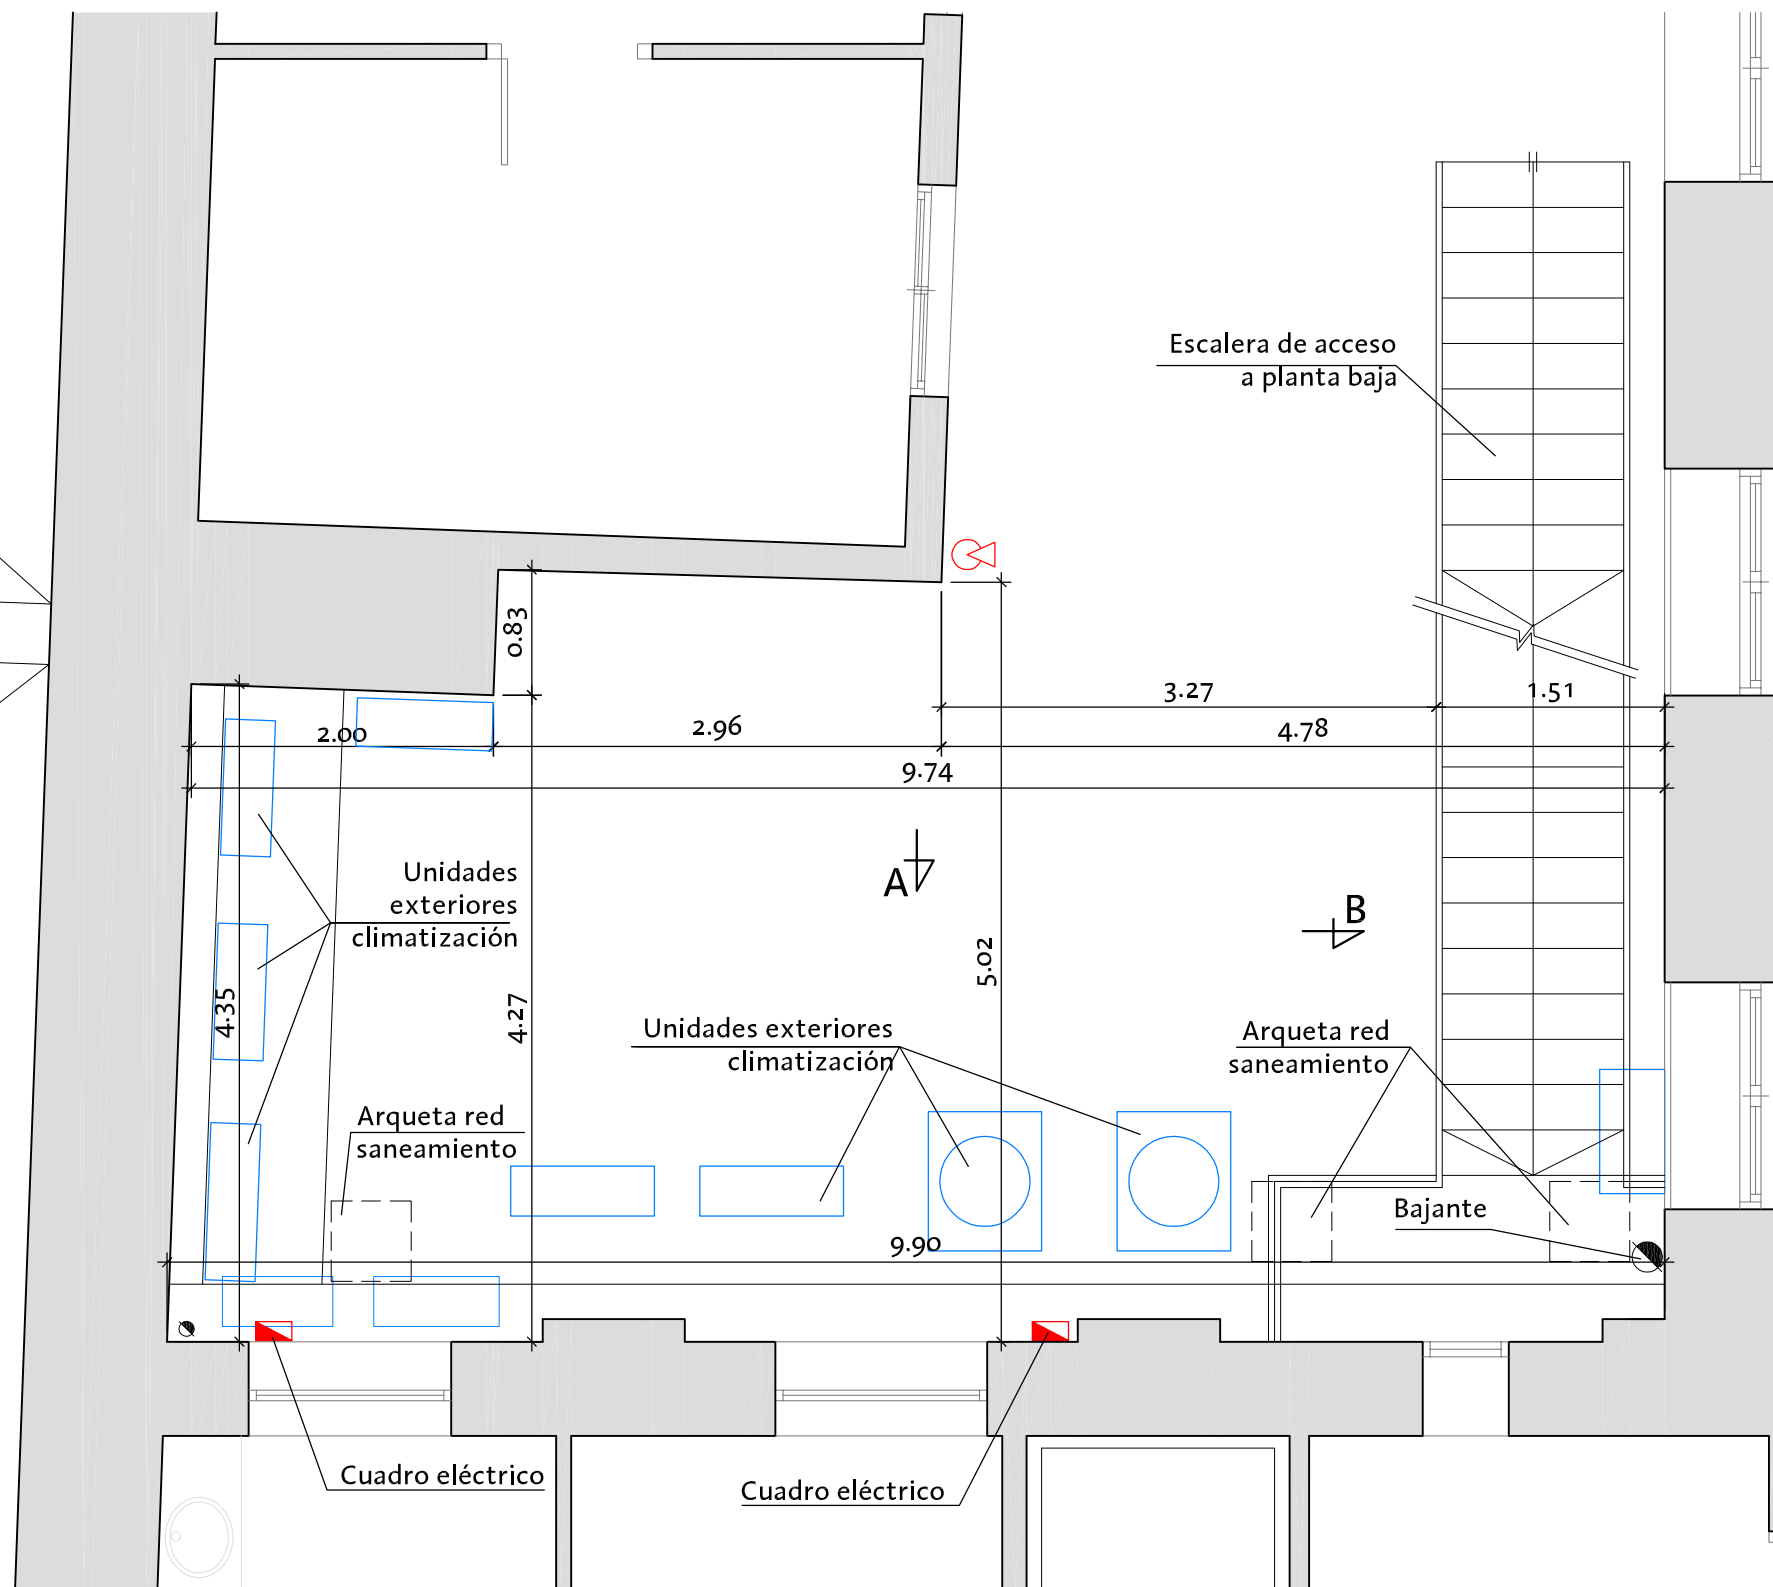 Escalera de acceso
a planta baja
0.83
3.27
1.51
2.00
2.96
4.78
9.74
A
B
Unidades
exteriores
climatización
4.35
4.27
5.02
Unidades exteriores
climatización
Arqueta red
saneamiento
Arqueta red
saneamiento
Bajante
9.90
Cuadro eléctrico
Cuadro eléctrico